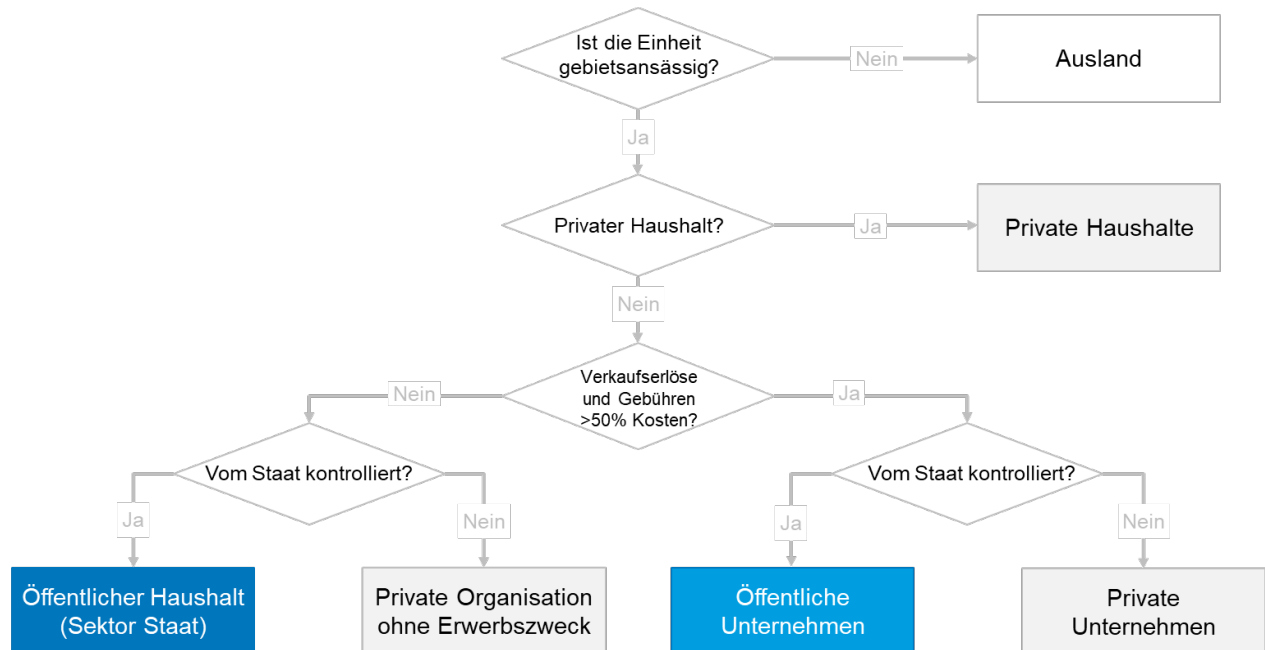 Ist die Einheit
gebietsansässig?
Nein
Ausland
Ja
Privater Haushalt?
Ja
Private Haushalte
Nein
Verkaufserlöse
und Gebühren
>50% Kosten?
Nein
Ja
Vom Staat kontrolliert?
Vom Staat kontrolliert?
Ja
Nein
Ja
Nein
Öffentlicher Haushalt
(Sektor Staat)
Private Organisation
ohne Erwerbszweck
Öffentliche
Unternehmen
Private
Unternehmen